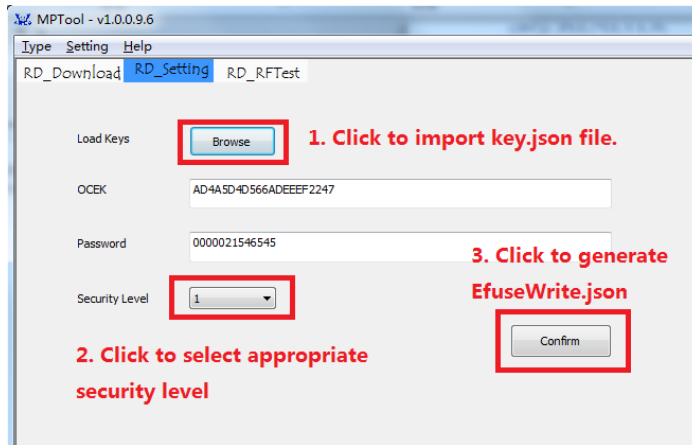 MPTool - v1.0.0.9.6
Type Setting Help
RD_Download RD_Setting RD_RFTest
Load Keys Browse 1. Click to import key.json file.
OCEK AD4A5D4D566ADEEEF2247
Password 0000021546545
3. Click to generate
EfuseWrite.json
Security Level 1
Confirm
2. Click to select appropriate
security level